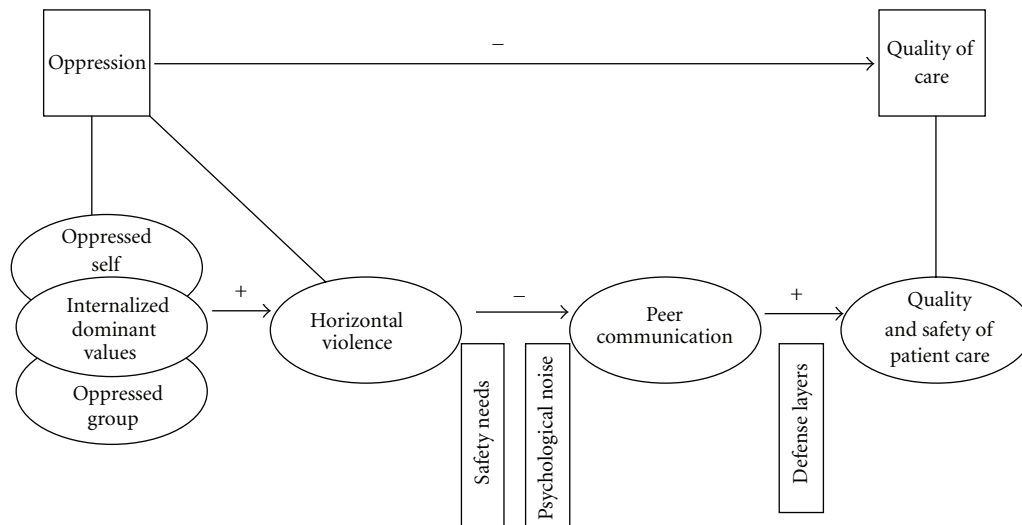 Oppression
−
Quality of
care
Oppressed
self
Internalized
dominant
values
Oppressed
group
+
Horizontal
violence
−
Safety needs
Psychological noise
Peer
communication
+
Defense layers
Quality
and safety of
patient care